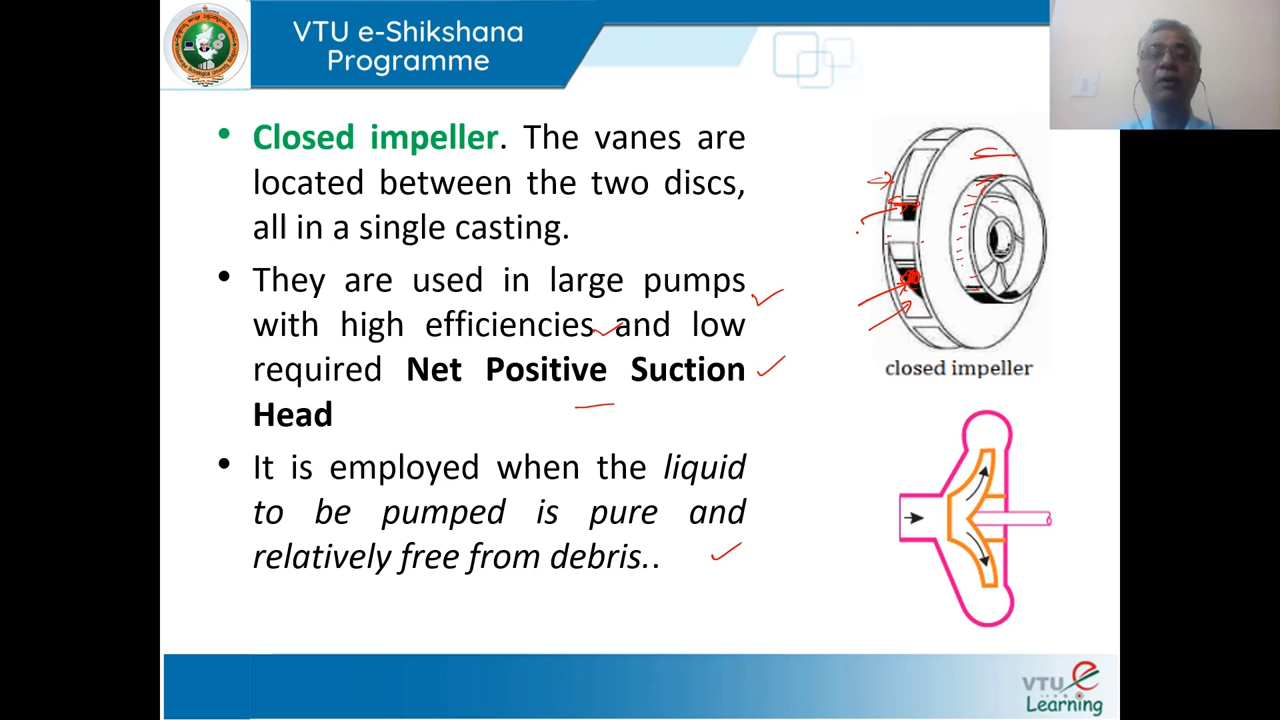 VTU e-Shikshana
Programme
• Closed impeller. The vanes are
located between the two discs,
all in a single casting.
• They are used in large pumps
with high efficiencies and low
required Net Positive Suction
Head
• It is employed when the liquid
to be pumped is pure and
relatively free from debris..
closed impeller
VTU e
Learning